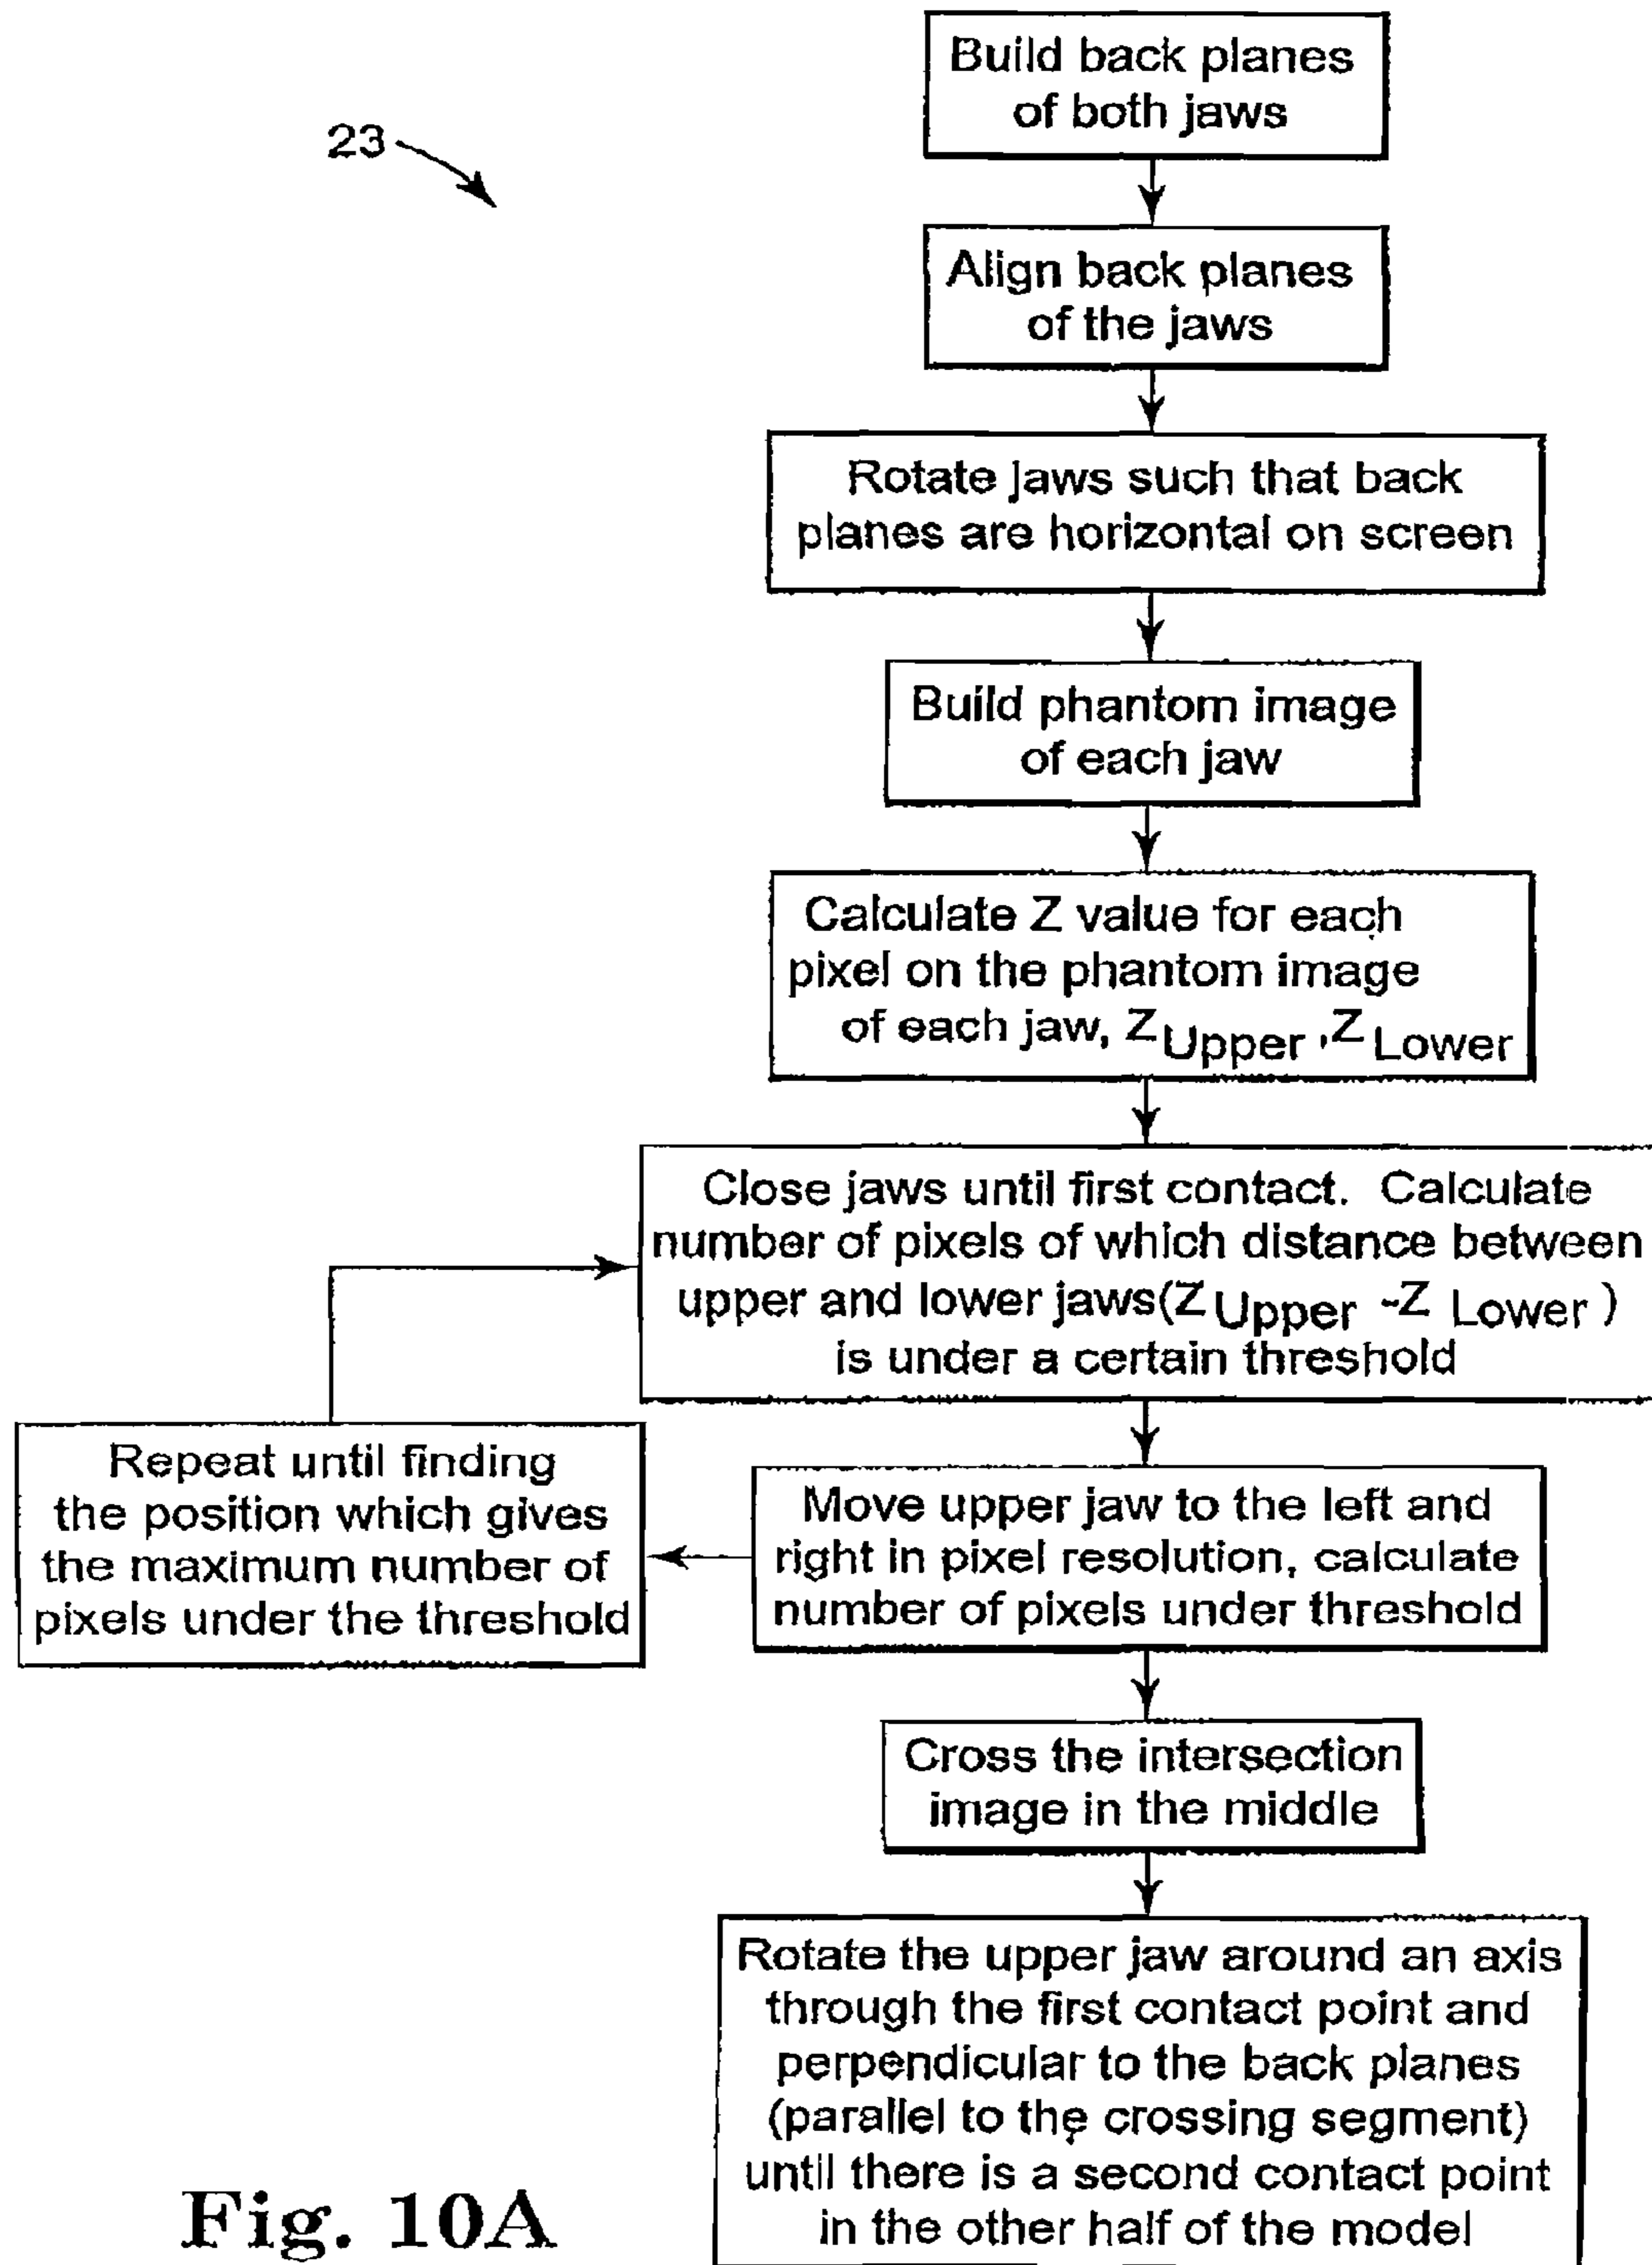 23
Build back planes
of both jaws
Align back planes
of the jaws
Rotate jaws such that back
planes are horizontal on screen
Build phantom image
of each jaw
Calculate Z value for each
pixel on the phantom image
of each jaw, Z Upper , Z Lower
Close jaws until first contact. Calculate
number of pixels of which distance between
upper and lower jaws(Z Upper -Z Lower )
is under a certain threshold
Repeat until finding
the position which gives
the maximum number of
pixels under the threshold
Move upper jaw to the left and
right in pixel resolution, calculate
number of pixels under threshold
Cross the intersection
image in the middle
Rotate the upper jaw around an axis
through the first contact point and
perpendicular to the back planes
(parallel to the crossing segment)
until there is a second contact point
in the other half of the model
Fig. 10A